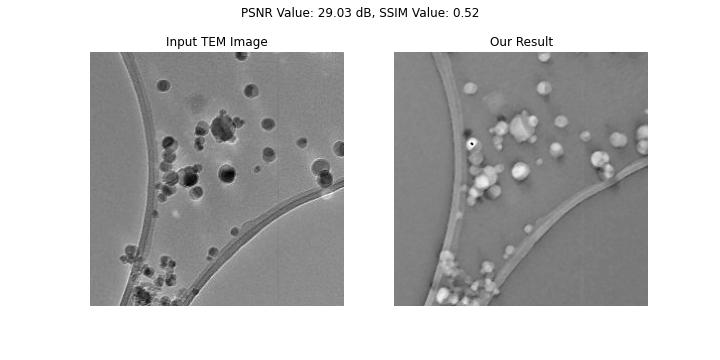 PSNR Value: 29.03 dB, SSIM Value: 0.52
Input TEM Image
Our Result